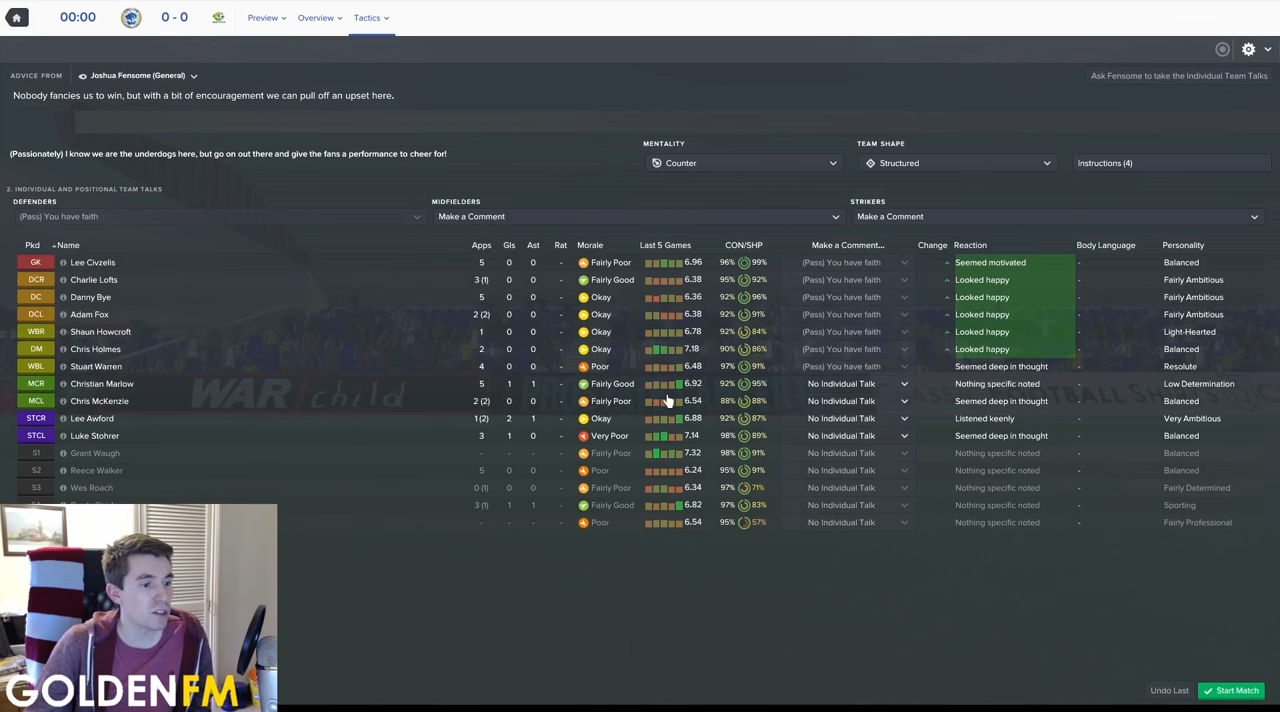 00:00 0 - 0 Preview Overview Tactics
ADVICE FROM Joshua Fensome (General) Ask Fensome to take the Individual Team Talks
Nobody fancies us to win, but with a bit of encouragement we can pull off an upset here.
MENTALITY TEAM SHAPE
(Passionately) I know we are the underdogs here, but go on out there and give the fans a performance to cheer for!
Counter Structured Instructions (4)
2. INDIVIDUAL AND POSITIONAL TEAM TALKS
DEFENDERS MIDFIELDERS STRIKERS
(Pass) You have faith Make a Comment Make a Comment
Pkd Name Apps Gls Ast Rat Morale Last 5 Games CON/SHP Make a Comment... Change Reaction Body Language Personality
GK Lee Civzelis 5 0 0 - Fairly Poor 6.96 96% 99% (Pass) You have faith Seemed motivated - Balanced
DCR Charlie Lofts 3 (1) 0 0 - Fairly Good 6.38 95% 92% (Pass) You have faith Looked happy - Fairly Ambitious
DC Danny Bye 5 0 0 - Okay 6.36 92% 96% (Pass) You have faith Looked happy - Fairly Ambitious
DCL Adam Fox 2 (2) 0 0 - Okay 6.38 92% 91% (Pass) You have faith Looked happy - Fairly Ambitious
WBR Shaun Howcroft 1 0 0 - Okay 6.78 92% 84% (Pass) You have faith Looked happy - Light-Hearted
DM Chris Holmes 2 0 0 - Okay 7.18 90% 86% (Pass) You have faith Looked happy - Balanced
WBL Stuart Warren 4 0 0 - Poor 6.48 97% 91% (Pass) You have faith Seemed deep in thought - Resolute
MCR Christian Marlow 5 1 1 - Fairly Good 6.92 92% 95% No Individual Talk Nothing specific noted - Low Determination
MCL Chris McKenzie 2 (2) 0 0 - Fairly Poor 6.54 88% 88% No Individual Talk Seemed deep in thought - Balanced
STCR Lee Awford 1 (2) 2 1 - Okay 6.88 92% 87% No Individual Talk Listened keenly - Very Ambitious
STCL Luke Stohrer 3 1 0 - Very Poor 7.14 98% 89% No Individual Talk Seemed deep in thought - Balanced
S1 Grant Waugh - - - - Fairly Poor 7.32 98% 91% No Individual Talk Nothing specific noted - Balanced
S2 Reece Walker 5 0 0 - Poor 6.24 95% 91% No Individual Talk Nothing specific noted - Balanced
S3 Wes Roach 0 (1) 0 0 - Fairly Poor 6.34 97% 71% No Individual Talk Nothing specific noted - Fairly Determined
3 (1) 1 1 - Fairly Good 6.82 97% 83% No Individual Talk Nothing specific noted - Sporting
- - - - Poor 6.54 95% 57% No Individual Talk Nothing specific noted - Fairly Professional
WAR child
GOLDENFM
Undo Last Start Match